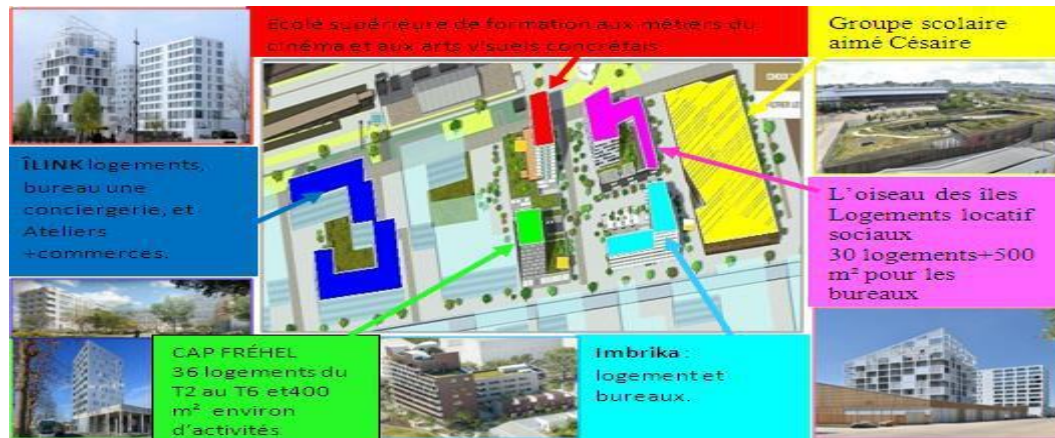 Ecole supérieure de formation aux métiers du
cinéma et aux arts visuels concrétais
Groupe scolaire
aimé Césaire
ÎLINK logements,
bureau une
conciergerie, et
Ateliers
+commerces.
L'oiseau des îles
Logements locatif
sociaux
30 logements+500
m² pour les
bureaux
CAP FRÉHEL
36 logements du
T2 au T6 et400
m² environ
d'activités
Imbrika :
logement et
bureaux.